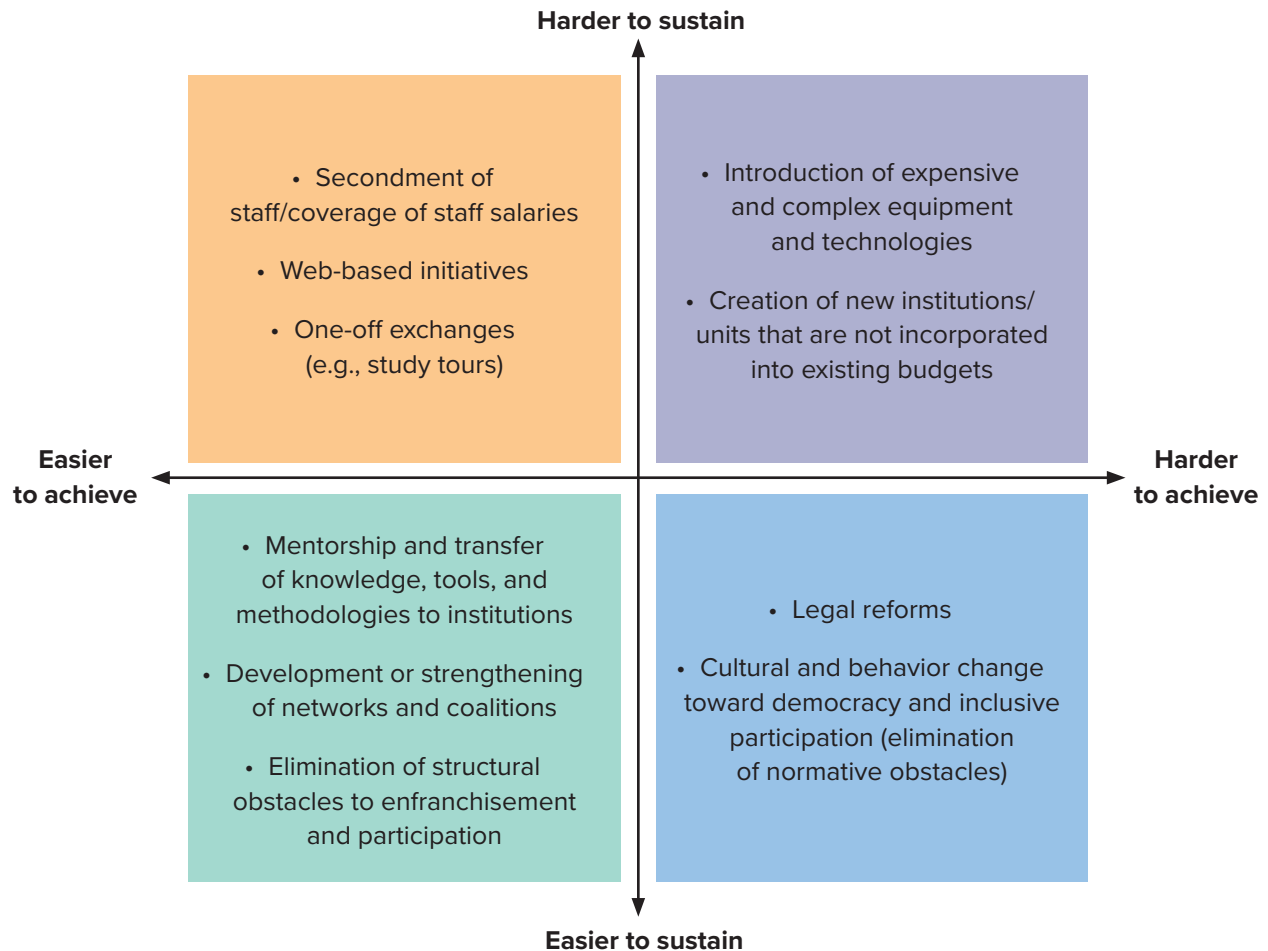 Harder to sustain
• Secondment of
staff/coverage of staff salaries
• Web-based initiatives
• One-off exchanges
(e.g., study tours)
• Introduction of expensive
and complex equipment
and technologies
• Creation of new institutions/
units that are not incorporated
into existing budgets
Easier
to achieve
Harder
to achieve
• Mentorship and transfer
of knowledge, tools, and
methodologies to institutions
• Development or strengthening
of networks and coalitions
• Elimination of structural
obstacles to enfranchisement
and participation
• Legal reforms
• Cultural and behavior change
toward democracy and inclusive
participation (elimination
of normative obstacles)
Easier to sustain